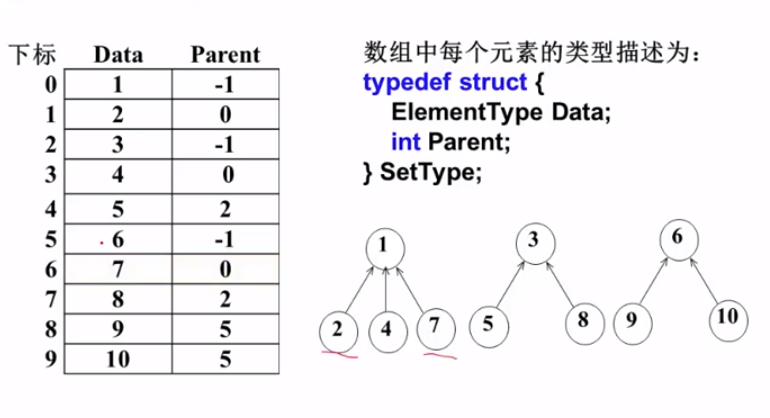 下标 Data Parent
0 1 -1
1 2 0
2 3 -1
3 4 0
4 5 2
5 6 -1
6 7 0
7 8 2
8 9 5
9 10 5
数组中每个元素的类型描述为：
typedef struct {
ElementType Data;
int Parent;
} SetType;
1 3 6
2 4 7 5 8 9 10